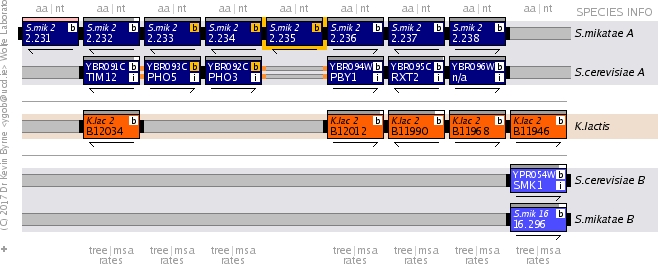 aa|nt aa|nt aa|nt aa|nt aa|nt aa|nt aa|nt aa|nt aa|nt SPECIES INFO
S.mik 2 b S.mik 2 b S.mik 2 b S.mik 2 b S.mik 2 b S.mik 2 b S.mik 2 b S.mik 2 b
2.231 2.232 2.233 2.234 2.235 2.236 2.237 2.238 S.mikatae A
YBR091C b YBR093C b YBR092C b YBR094W b YBR095C b YBR096W b
TIM12 i PHO5 i PHO3 i PBY1 i RXT2 i n/a i S.cerevisiae A
K.lac 2 b K.lac 2 b K.lac 2 b K.lac 2 b K.lac 2 b
B12034 B12012 B11990 B11968 B11946 K.lactis
YPR054W b
SMK1 i S.cerevisiae B
S.mik 16 b
16.296 S.mikatae B
tree|msa tree|msa tree|msa tree|msa tree|msa tree|msa tree|msa
rates rates rates rates rates rates rates
(C) 2017 Dr Kevin Byrne
+